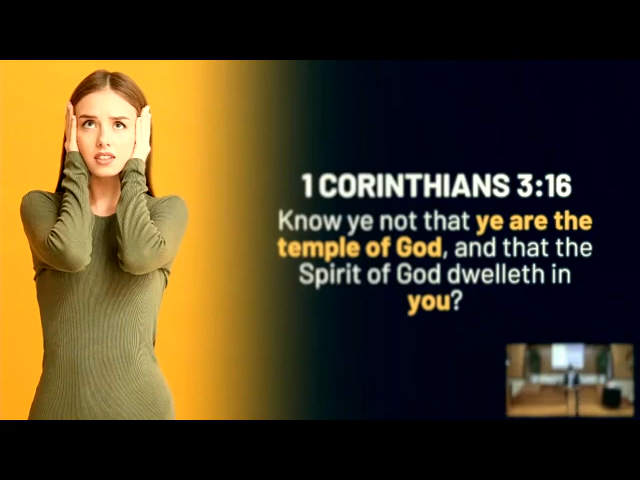 1 CORINTHIANS 3:16
Know ye not that ye are the
temple of God, and that the
Spirit of God dwelleth in
you?